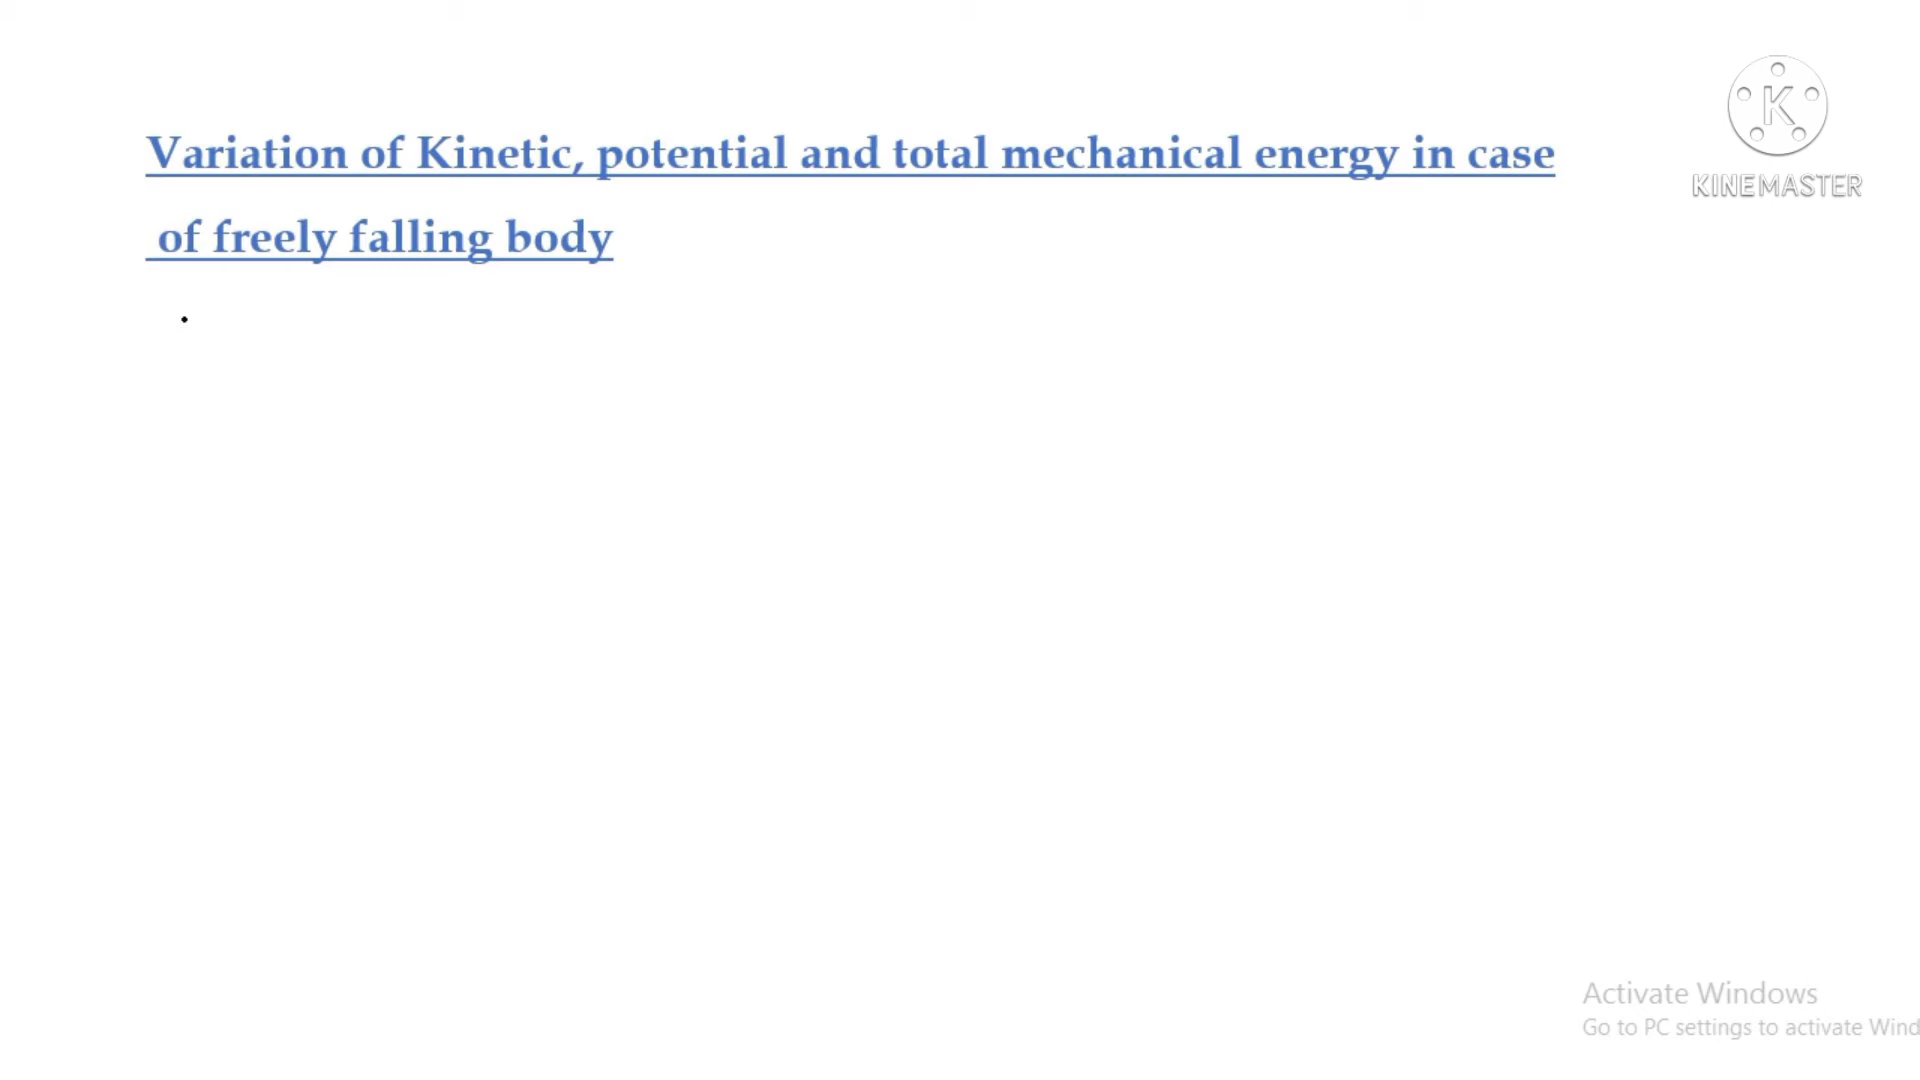 Variation of Kinetic, potential and total mechanical energy in case
of freely falling body
K
KINEMASTER
Activate Windows
Go to PC settings to activate Wind